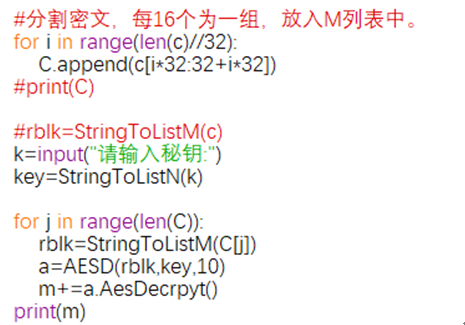 #分割密文，每16个为一组，放入M列表中。
for i in range(len(c)//32):
    C.append(c[i*32:32+i*32])
#print(C)

#rblk=StringToListM(c)
k=input("请输入秘钥:")
key=StringToListN(k)

for j in range(len(C)):
    rblk=StringToListM(C[j])
    a=AESD(rblk,key,10)
    m+=a.AesDecrpyt()
print(m)